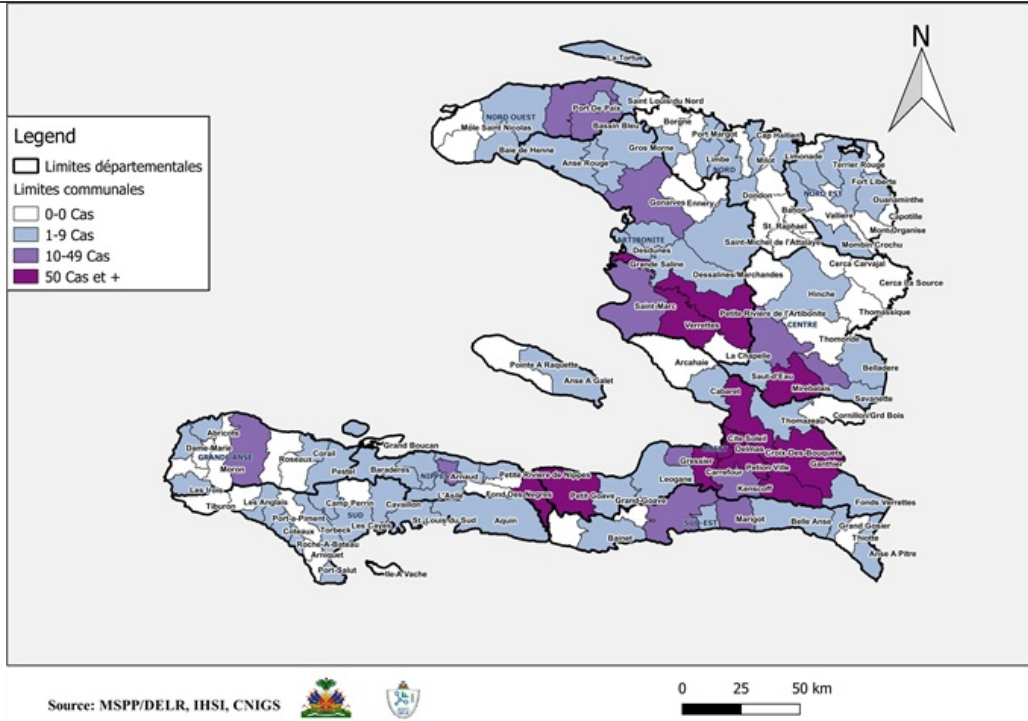 N
Legend
Limites départementales
Limites communales
0-0 Cas
1-9 Cas
10-49 Cas
50 Cas et +
La Tortue
Port De Paix
Saint Louis du Nord
NORD OUEST
Môle Saint Nicolas
Bassin Bleu
Borgne
Port Margot
Cap Haïtien
Baie de Henne
Anse Rouge
Gros Morne
Limbe
NORD
Milot
Limonade
Terrier Rouge
Fort Liberte
NORD EST
Ouanaminthe
Gonaives
Ennery
Dondon
Bahon
Valliere
Capotille
Mont Organise
St. Raphael
Saint-Michel de l'Attalaye
Mombin Crochu
ARTIBONITE
Desdunes
Grande Saline
Dessalines/Marchandes
Cerca Carvajal
Cerca La Source
Hinche
Thomassique
Saint-Marc
Petite Rivière de l'Artibonite
Verrettes
CENTRE
Thomonde
La Chapelle
Arcahaie
Belladere
Saut d'Eau
Mirebalais
Savanette
Pointe A Raquette
Anse A Galet
Cabaret
Cornillon/Grd Bois
Thomazeau
Abricots
Grand Boucan
Dame-Marie
GRANDE ANSE
Corail
Roseaux
Moron
Pestel
Baradères
NIPPES
Arnaud
Petite Rivière de Nippes
Cite Soleil
Delmas
Croix-Des-Bouquets
Gressier
Carrefour
Petion Ville
Ganthier
Kenscoff
Leogane
Les Irois
Tiburon
Les Anglais
Camp Perrin
Cavaillon
L'Asile
Fond Des Negres
Petit Goave
Grand-Goave
Fonds Verrettes
Port-a-Piment
SUD
Coteaux
Torbeck
Les Cayes
St. Louis du Sud
Aquin
Bainet
SUD-EST
Marigot
Belle Anse
Grand Gosier
Thiotte
Anse A Pitre
Roche-A-Bateau
Arniquet
Port-Salut
Ile A Vache
Source: MSPP/DELR, IHSI, CNIGS
0 25 50 km